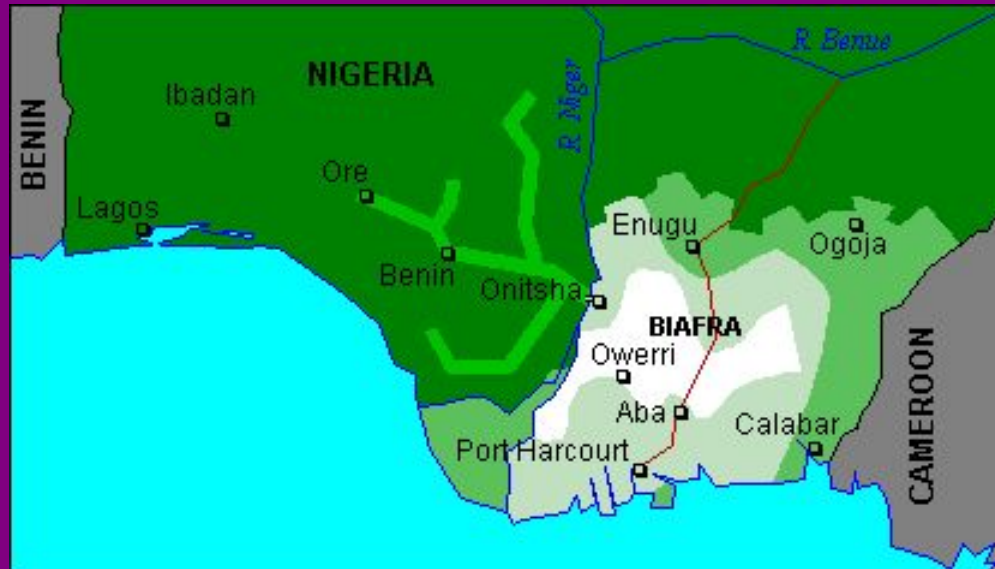 R. Benue
NIGERIA
R. Niger
Ibadan
BENIN
Ore
Lagos
Enugu
Ogoja
Benin
Onitsha
BIAFRA
Owerri
CAMEROON
Aba
Calabar
Port Harcourt